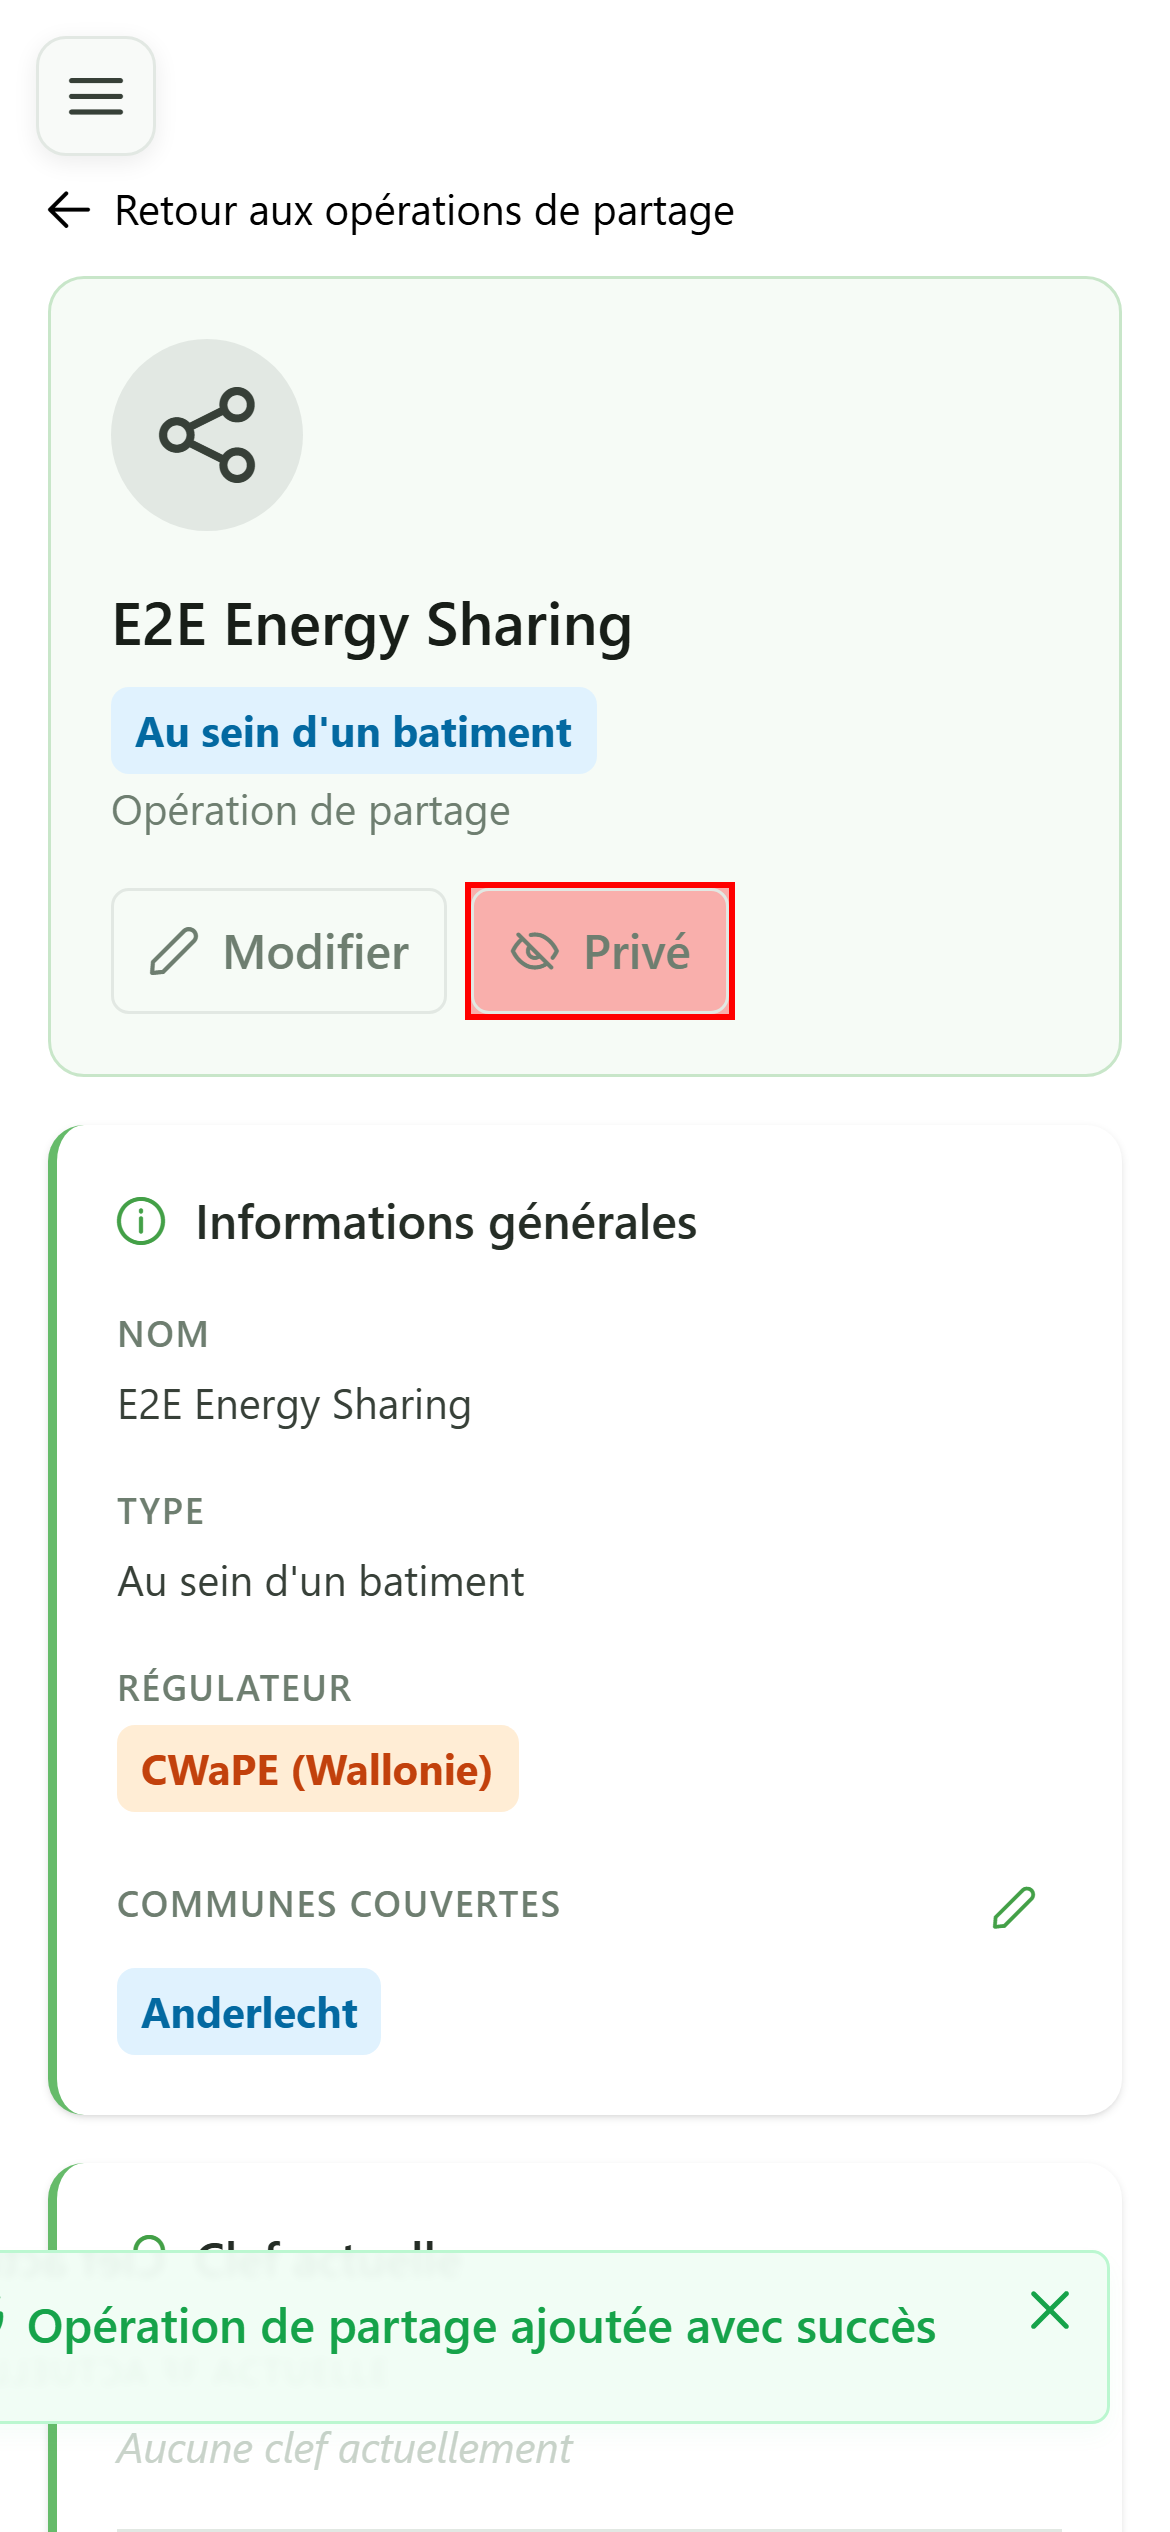 Retour aux opérations de partage
E2E Energy Sharing
Au sein d'un batiment
Opération de partage
Modifier
Privé
Informations générales
NOM
E2E Energy Sharing
TYPE
Au sein d'un batiment
RÉGULATEUR
CWaPE (Wallonie)
COMMUNES COUVERTES
Anderlecht
Clef actuelle
Opération de partage ajoutée avec succès
Aucune clef actuellement